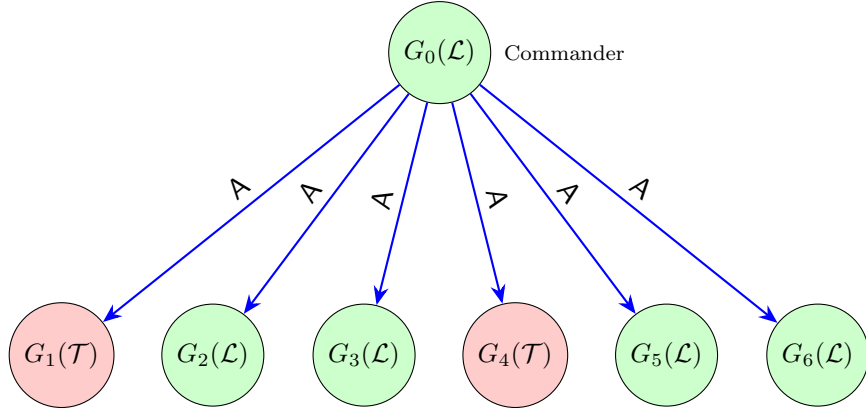 G₀(ℒ) Commander
A A A A A A
G₁(𝒯) G₂(ℒ) G₃(ℒ) G₄(𝒯) G₅(ℒ) G₆(ℒ)